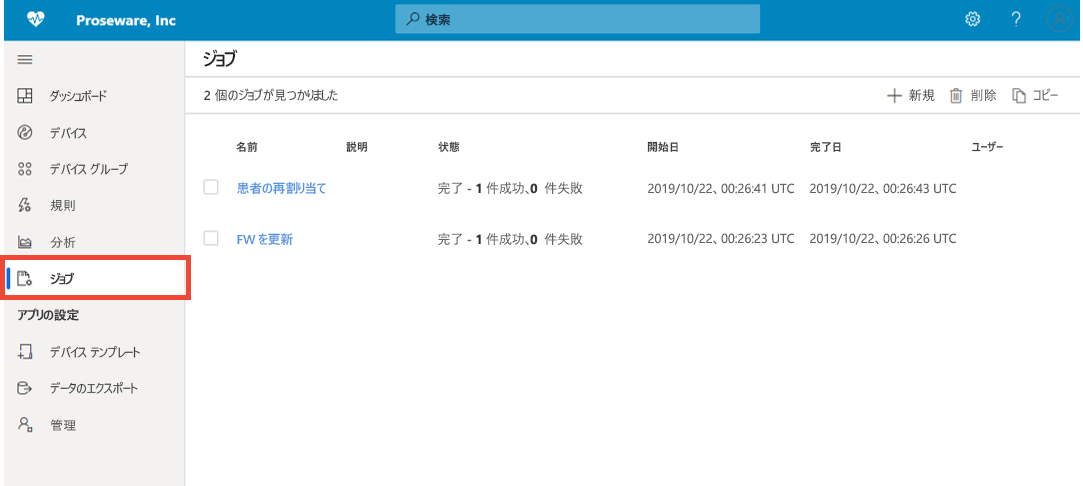 Proseware, Inc
検索
ジョブ
2 個のジョブが見つかりました
新規 削除 コピー
ダッシュボード
デバイス
デバイス グループ
規則
分析
ジョブ
アプリの設定
デバイス テンプレート
データのエクスポート
管理
名前 説明 状態 開始日 完了日 ユーザー
患者の再割り当て 完了 - 1 件成功、0 件失敗 2019/10/22、00:26:41 UTC 2019/10/22、00:26:43 UTC
FW を更新 完了 - 1 件成功、0 件失敗 2019/10/22、00:26:23 UTC 2019/10/22、00:26:26 UTC